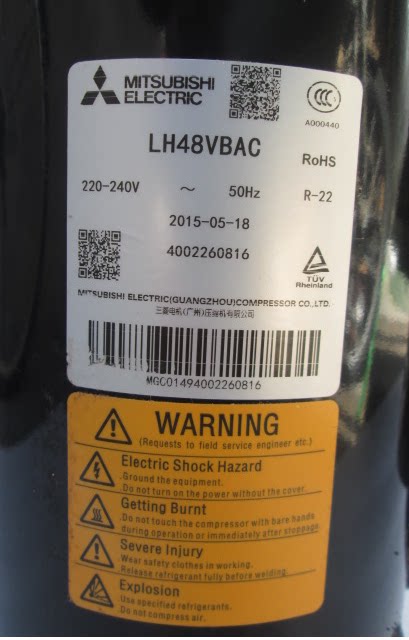 MITSUBISHI
ELECTRIC
CCC
A000440
LH48VBAC
RoHS
220-240V ~ 50Hz R-22
2015-05-18
4002260816
TÜV
Rheinland
MITSUBISHI ELECTRIC(GUANGZHOU)COMPRESSOR CO.,LTD.
三菱电机(广州)压缩机有限公司
MGC01494002260816
WARNING
(Requests to field service engineer etc.)
Electric Shock Hazard
.Ground the equipment.
.Do not turn on the power without the cover.
Getting Burnt
.Do not touch the compressor with bare hands
during operation or immediately after stoppage.
Severe Injury
.Wear safety clothes in working.
.Release refrigerant fully before welding.
Explosion
.Use specified refrigerants.
.Do not compress air.